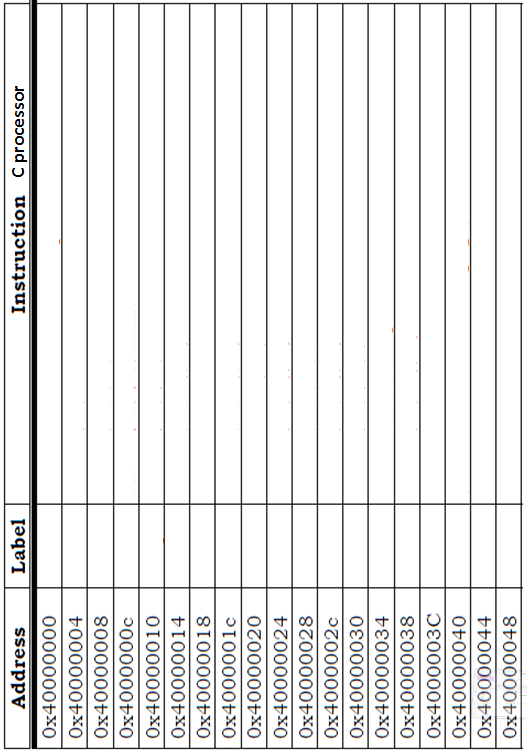 Address Label Instruction C processor
0x40000000
0x40000004
0x40000008
0x4000000c
0x40000010
0x40000014
0x40000018
0x4000001c
0x40000020
0x40000024
0x40000028
0x4000002c
0x40000030
0x40000034
0x40000038
0x4000003C
0x40000040
0x40000044
0x40000048